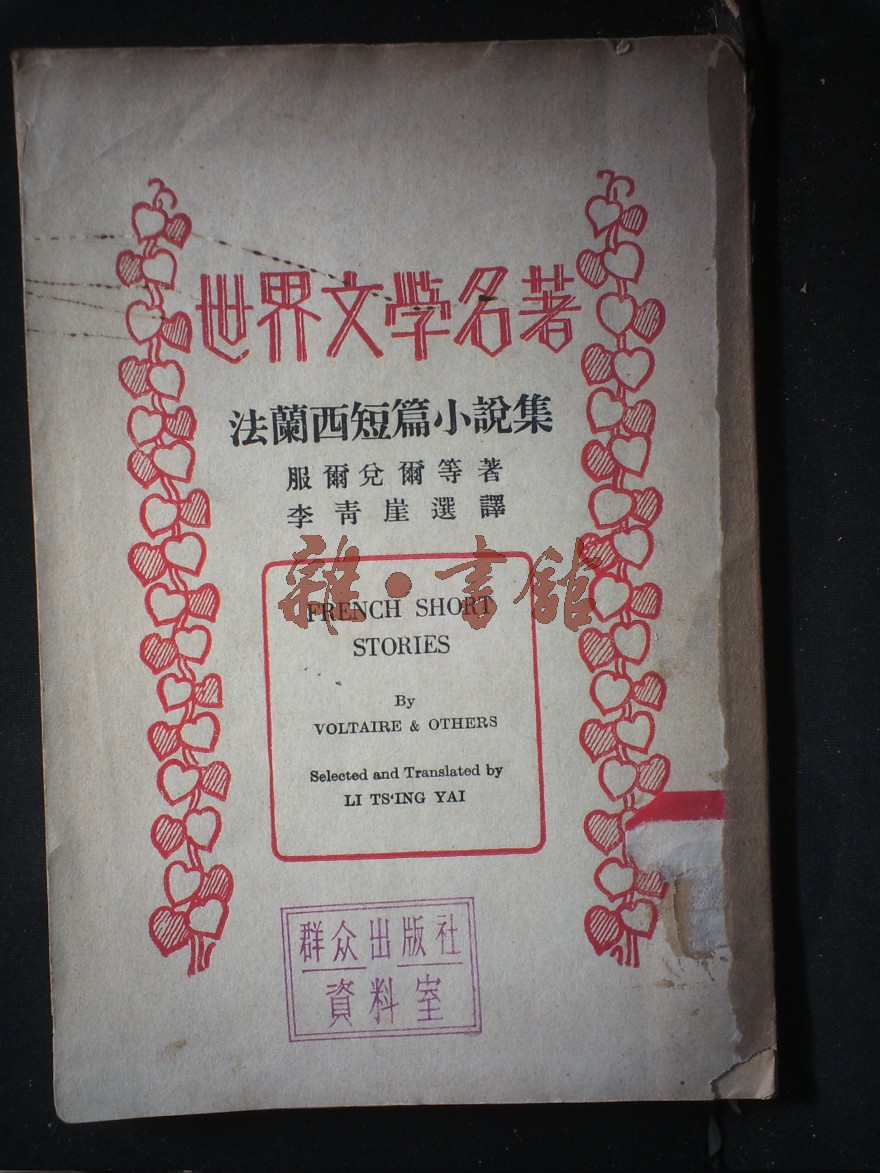 世界文學名著
法蘭西短篇小說集
服爾兌爾等著
李青崖選譯
雜·書館
FRENCH SHORT
STORIES
By
VOLTAIRE & OTHERS
Selected and Translated by
LI TS‘ING YAI
群众出版社
資料室